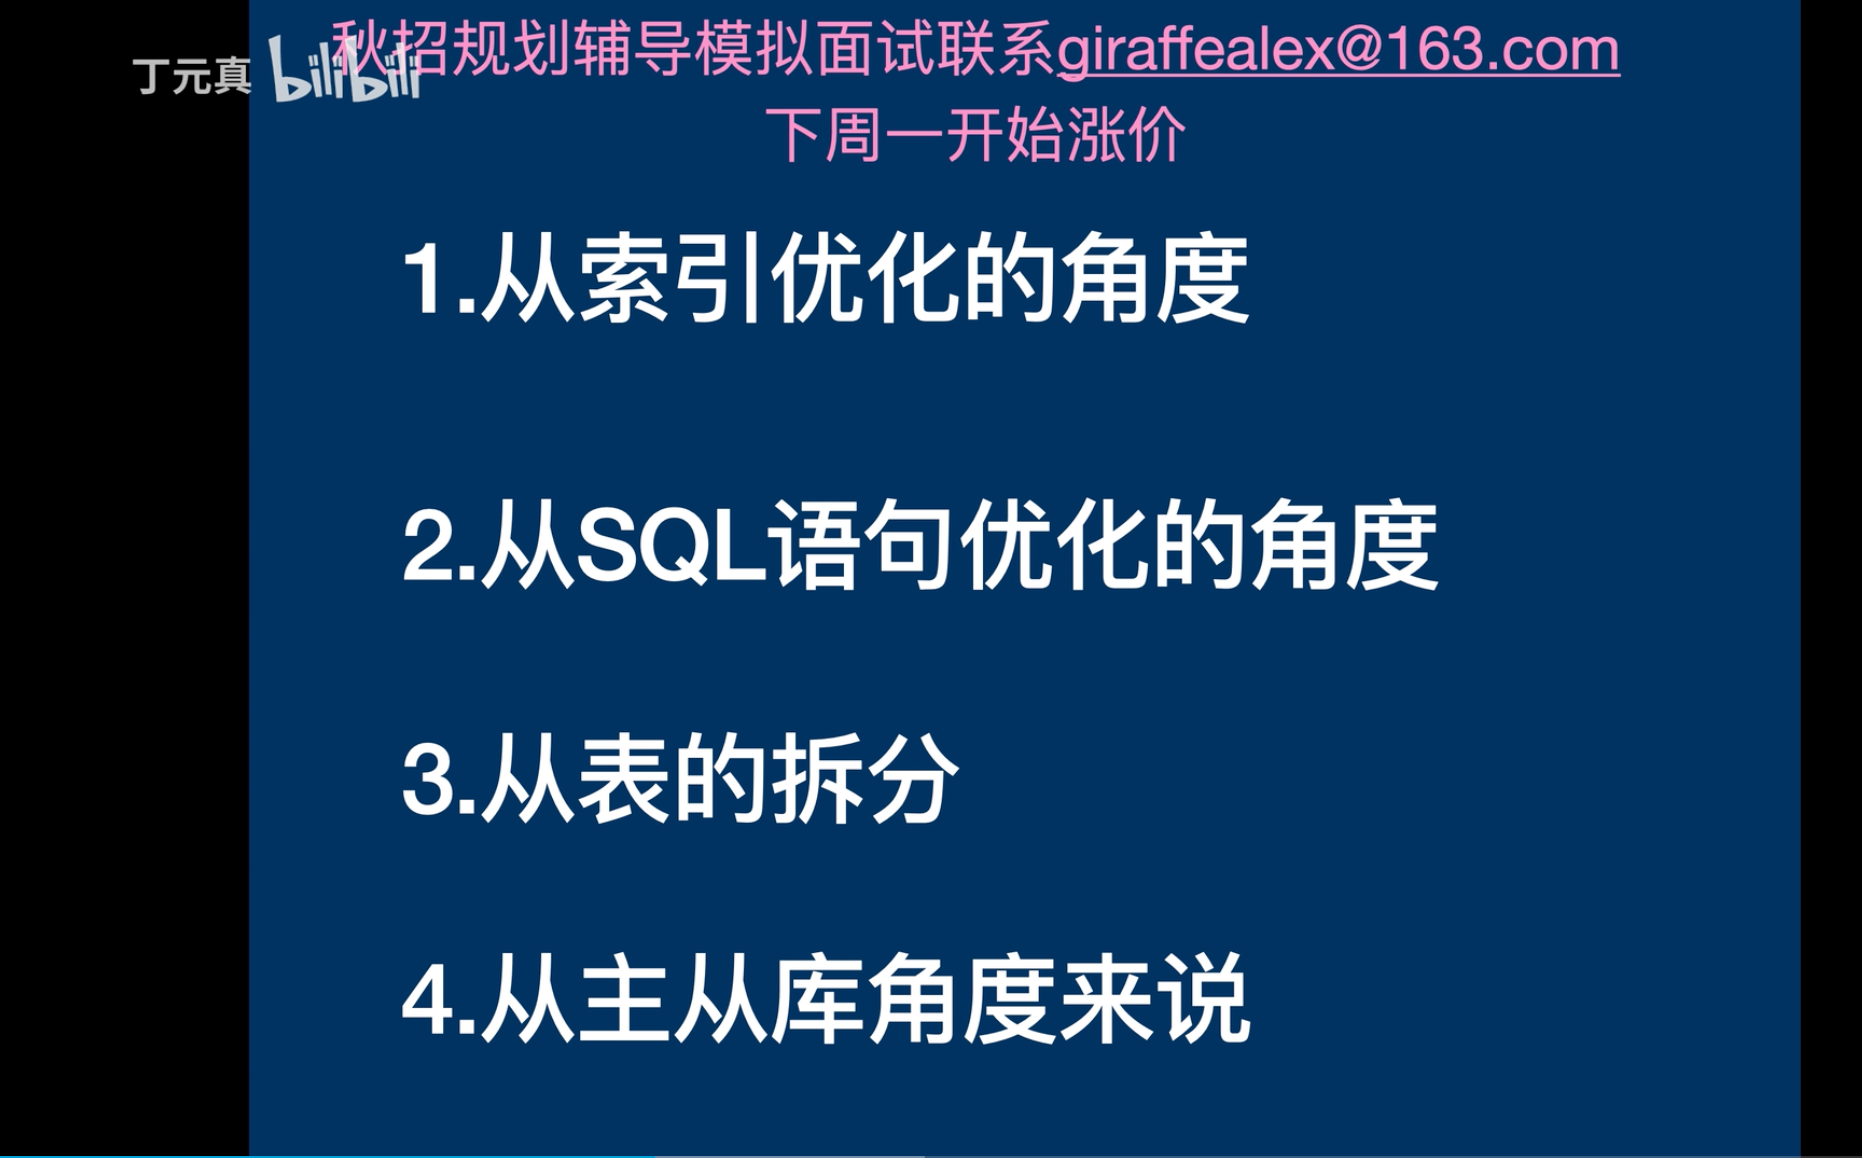 秋招规划辅导模拟面试联系giraffealex@163.com
丁元真 bilibili
下周一开始涨价
1.从索引优化的角度
2.从SQL语句优化的角度
3.从表的拆分
4.从主从库角度来说